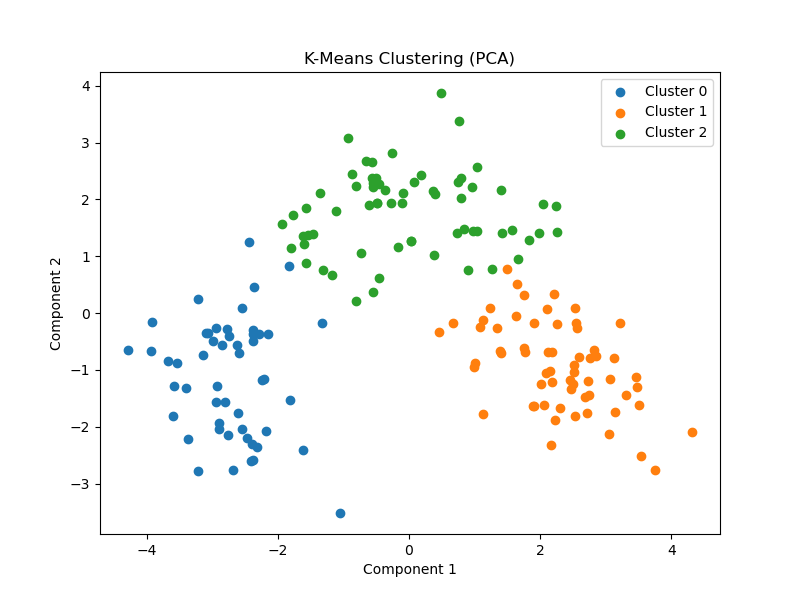 K-Means Clustering (PCA)
Cluster 0
Cluster 1
Cluster 2
Component 2
4
3
2
1
0
−1
−2
−3
−4
−2
0
2
4
Component 1